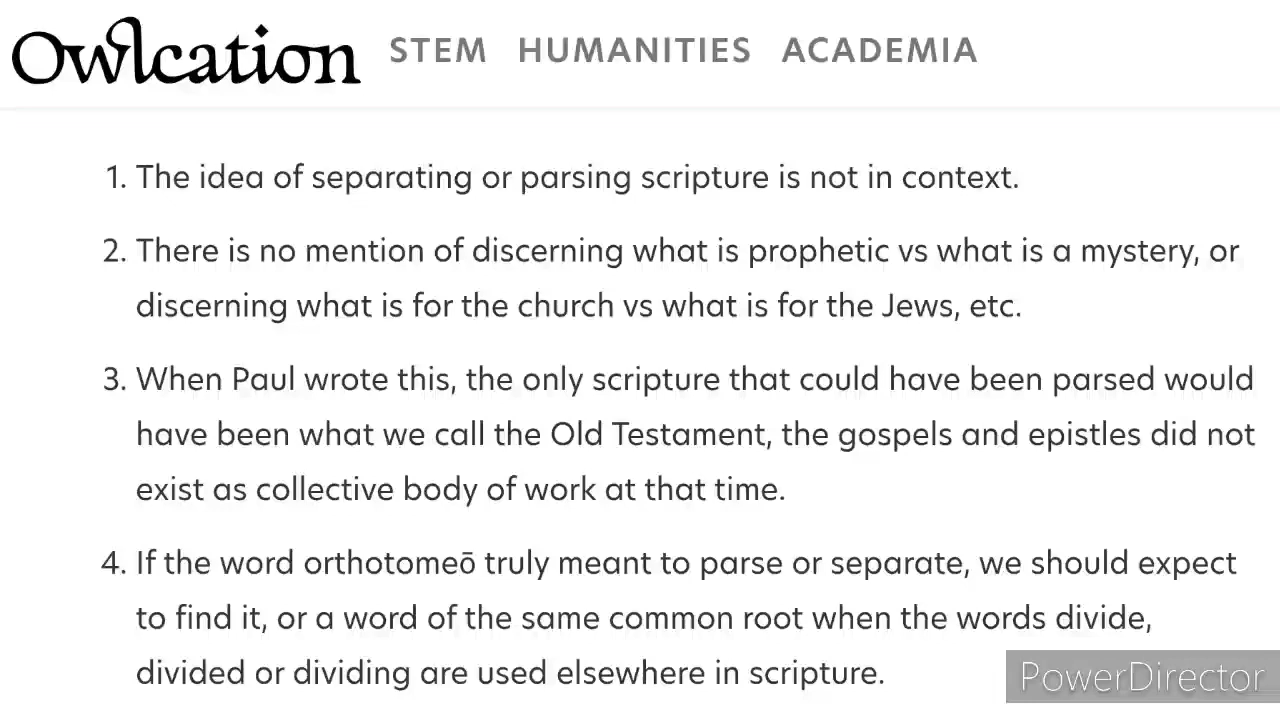 Owlcation STEM HUMANITIES ACADEMIA
1. The idea of separating or parsing scripture is not in context.
2. There is no mention of discerning what is prophetic vs what is a mystery, or
discerning what is for the church vs what is for the Jews, etc.
3. When Paul wrote this, the only scripture that could have been parsed would
have been what we call the Old Testament, the gospels and epistles did not
exist as collective body of work at that time.
4. If the word orthotomeō truly meant to parse or separate, we should expect
to find it, or a word of the same common root when the words divide,
divided or dividing are used elsewhere in scripture.
PowerDirector